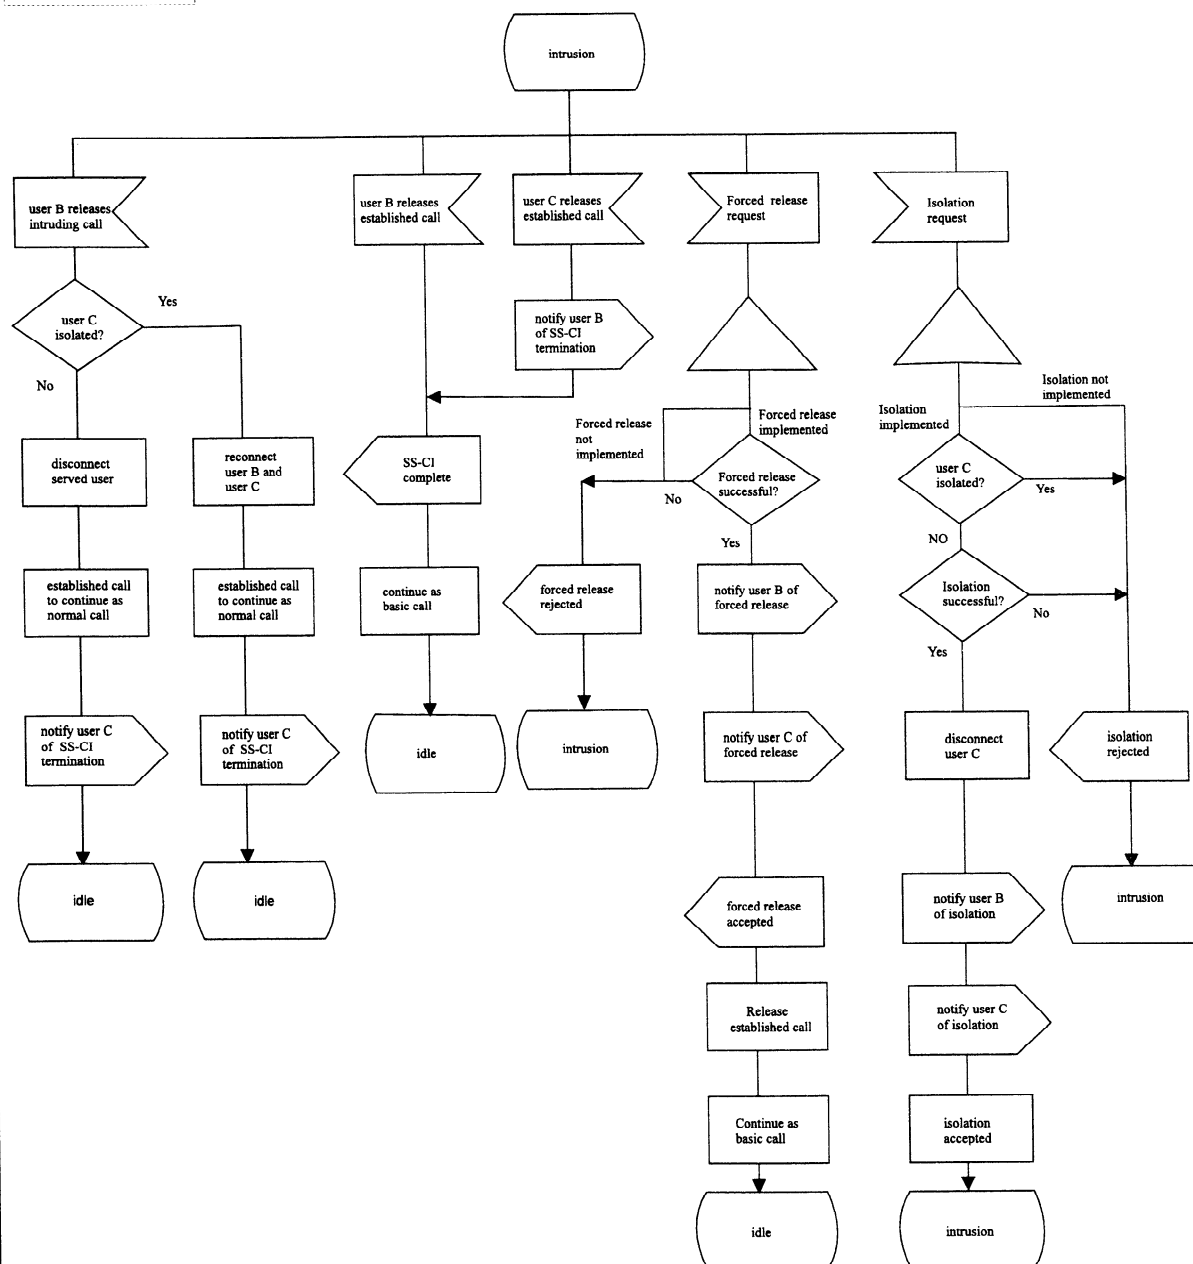 intrusion
user B releases
intruding call
user B releases
established call
user C releases
established call
Forced release
request
Isolation
request
user C
isolated?
Yes
No
notify user B
of SS-CI
termination
disconnect
served user
reconnect
user B and
user C
SS-CI
complete
Forced release
not
implemented
Forced release
implemented
Forced release
successful?
No
Yes
Isolation
implemented
Isolation not
implemented
user C
isolated?
Yes
NO
Isolation
successful?
No
Yes
established call
to continue as
normal call
established call
to continue as
normal call
continue as
basic call
forced release
rejected
notify user B of
forced release
notify user C
of SS-CI
termination
notify user C
of SS-CI
termination
idle
intrusion
notify user C of
forced release
disconnect
user C
isolation
rejected
idle
idle
forced release
accepted
notify user B
of isolation
intrusion
Release
established call
notify user C
of isolation
Continue as
basic call
isolation
accepted
idle
intrusion